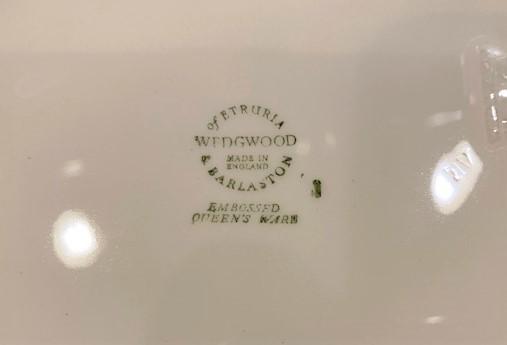 of ETRURIA
WEDGWOOD
MADE IN
ENGLAND
& BARLASTON
EMBOSSED
QUEEN'S WARE